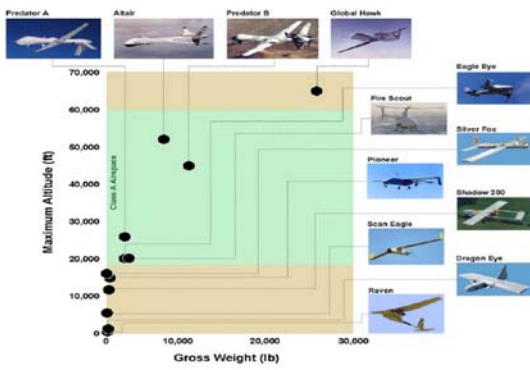 Predator A
Altair
Predator B
Global Hawk
Eagle Eye
Fire Scout
Silver Fox
Pioneer
Shadow 200
Scan Eagle
Dragon Eye
Raven
Maximum Altitude (ft)
Class A Airspace
70,000
60,000
50,000
40,000
30,000
20,000
10,000
0
0
10,000
20,000
30,000
Gross Weight (lb)